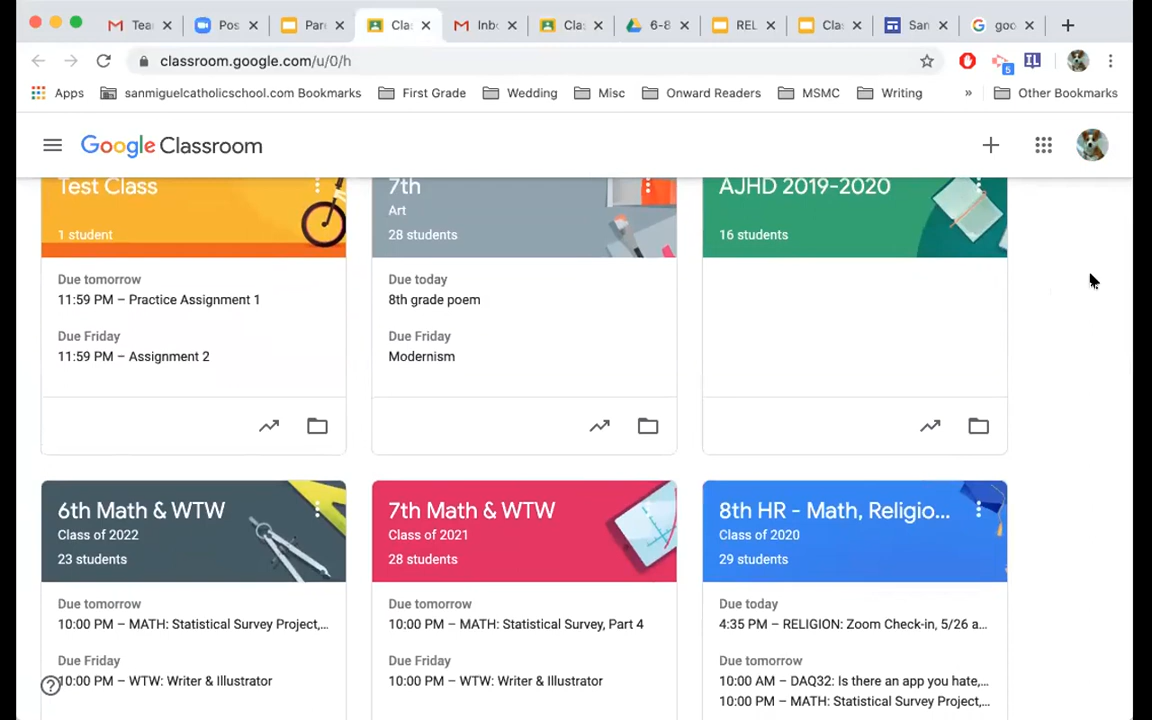 Tea
Pos
Par
Clas
Inb
Cla
6-8
REL
Cla
San
goo
classroom.google.com/u/0/h
5
IL
Apps
sanmiguelcatholicschool.com Bookmarks
First Grade
Wedding
Misc
Onward Readers
MSMC
Writing
»
Other Bookmarks
Google Classroom
Test Class
1 student
Due tomorrow
11:59 PM – Practice Assignment 1
Due Friday
11:59 PM – Assignment 2
7th
Art
28 students
Due today
8th grade poem
Due Friday
Modernism
AJHD 2019-2020
16 students
6th Math & WTW
Class of 2022
23 students
Due tomorrow
10:00 PM – MATH: Statistical Survey Project,...
Due Friday
10:00 PM – WTW: Writer & Illustrator
7th Math & WTW
Class of 2021
28 students
Due tomorrow
10:00 PM – MATH: Statistical Survey, Part 4
Due Friday
10:00 PM – WTW: Writer & Illustrator
8th HR - Math, Religio...
Class of 2020
29 students
Due today
4:35 PM – RELIGION: Zoom Check-in, 5/26 a...
Due tomorrow
10:00 AM – DAQ32: Is there an app you hate,...
10:00 PM – MATH: Statistical Survey Project,...